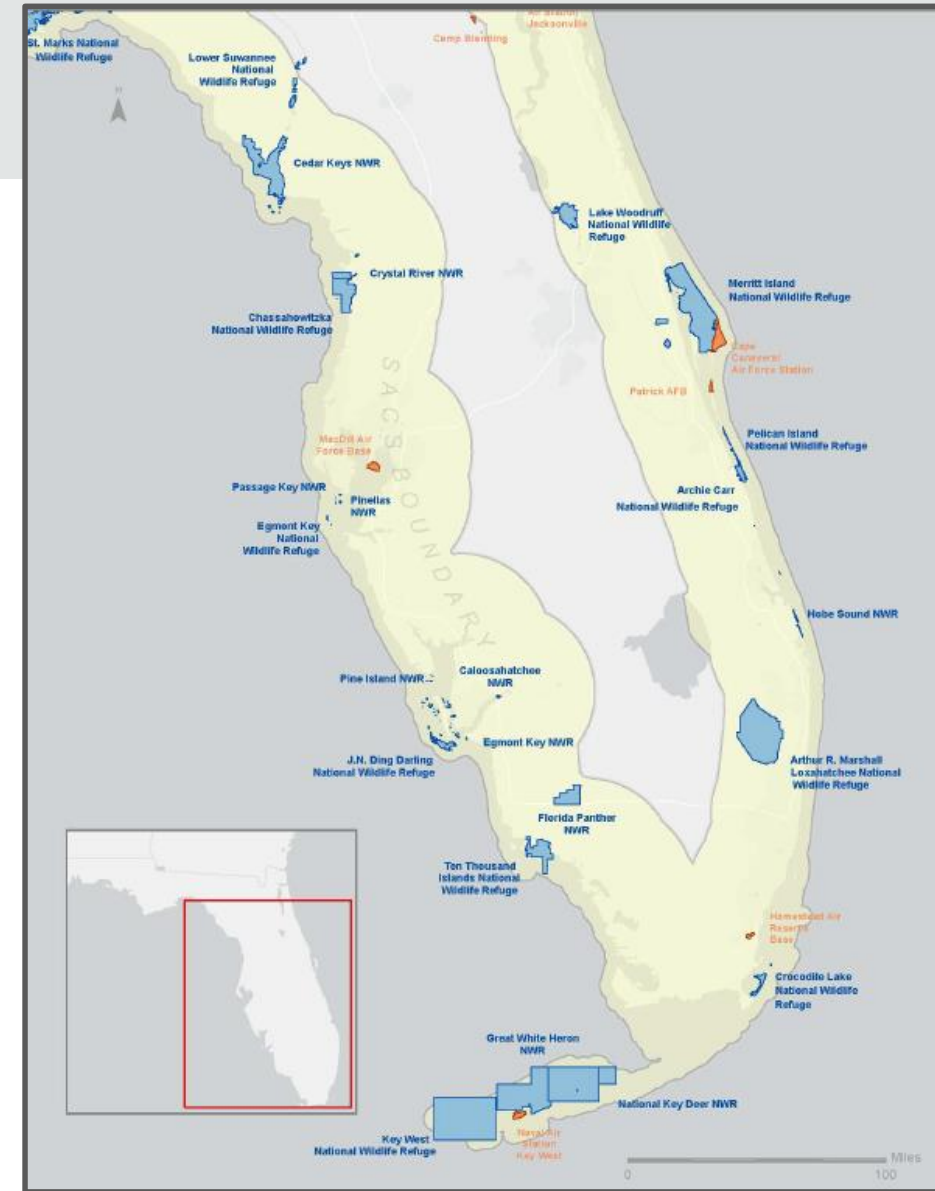 Air Station
Jacksonville
Camp Blanding
St. Marks National
Wildlife Refuge
Lower Suwannee
National
Wildlife Refuge
N
Cedar Keys NWR
Lake Woodruff
National Wildlife
Refuge
Crystal River NWR
Merritt Island
National Wildlife Refuge
Chassahowitzka
National Wildlife Refuge
Cape
Canaveral
Air Force Station
Patrick AFB
SACS BOUNDARY
MacDill Air
Force Base
Pelican Island
National Wildlife Refuge
Passage Key NWR
Pinellas
NWR
Archie Carr
National Wildlife Refuge
Egmont Key
National
Wildlife Refuge
Hobe Sound NWR
Pine Island NWR
Caloosahatchee
NWR
Egmont Key NWR
J.N. Ding Darling
National Wildlife Refuge
Arthur R. Marshall
Loxahatchee National
Wildlife Refuge
Florida Panther
NWR
Ten Thousand
Islands National
Wildlife Refuge
Homestead Air
Reserve
Base
Crocodile Lake
National Wildlife
Refuge
Great White Heron
NWR
National Key Deer NWR
Key West
National Wildlife Refuge
Naval Air
Station
Key West
Miles
0
100